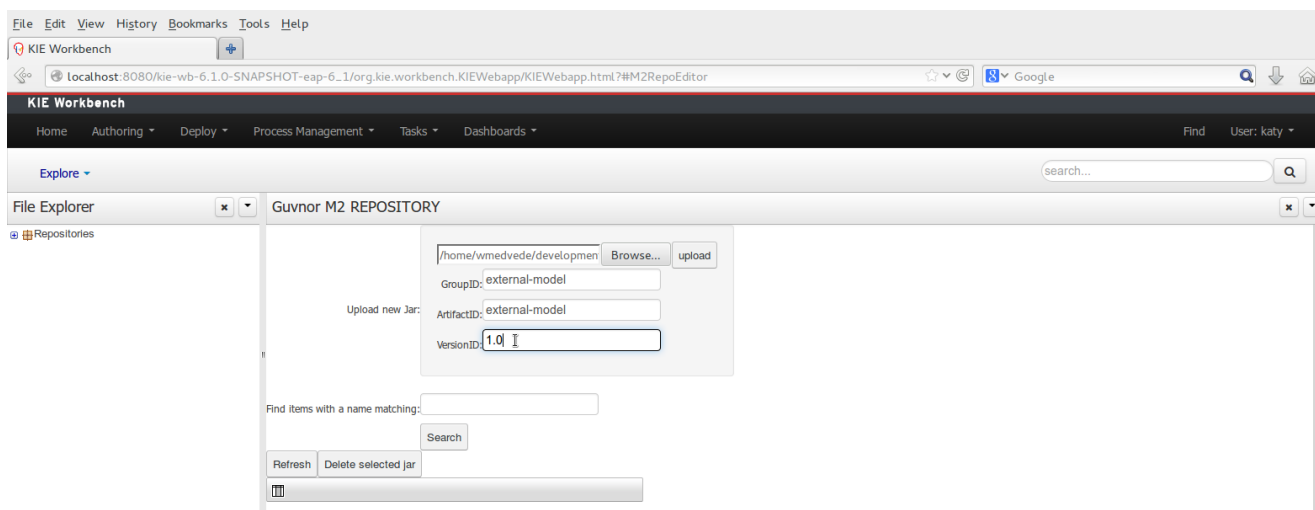 File Edit View History Bookmarks Tools Help
KIE Workbench
localhost:8080/kie-wb-6.1.0-SNAPSHOT-eap-6_1/org.kie.workbench.KIEWebapp/KIEWebapp.html?#M2RepoEditor
Google
KIE Workbench
Home Authoring Deploy Process Management Tasks Dashboards Find User: katy
Explore search...
File Explorer Guvnor M2 REPOSITORY
Repositories
/home/wmedvede/developmen Browse... upload
GroupID: external-model
Upload new Jar:
ArtifactID: external-model
VersionID: 1.0
Find items with a name matching:
Search
Refresh Delete selected jar